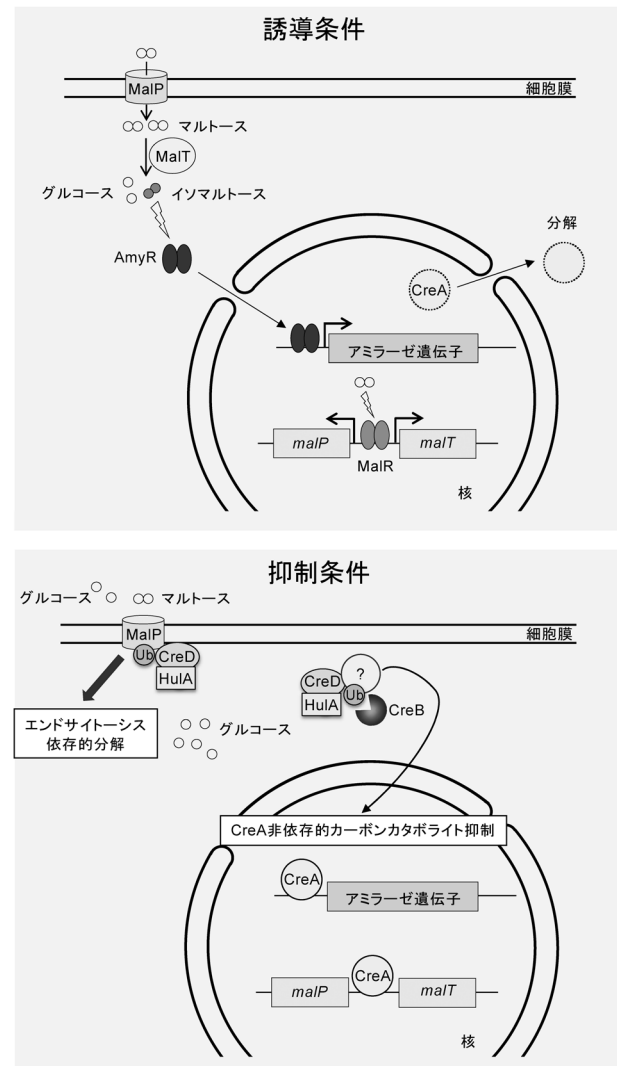 誘導条件
MalP
細胞膜
マルトース
MalT
グルコース
イソマルトース
AmyR
分解
CreA
アミラーゼ遺伝子
malP
malT
MalR
核
抑制条件
グルコース
マルトース
MalP
細胞膜
Ub
CreD
HulA
?
CreD
Ub
HulA
CreB
エンドサイトーシス
依存的分解
グルコース
CreA非依存的カーボンカタボライト抑制
CreA
アミラーゼ遺伝子
CreA
malP
malT
核